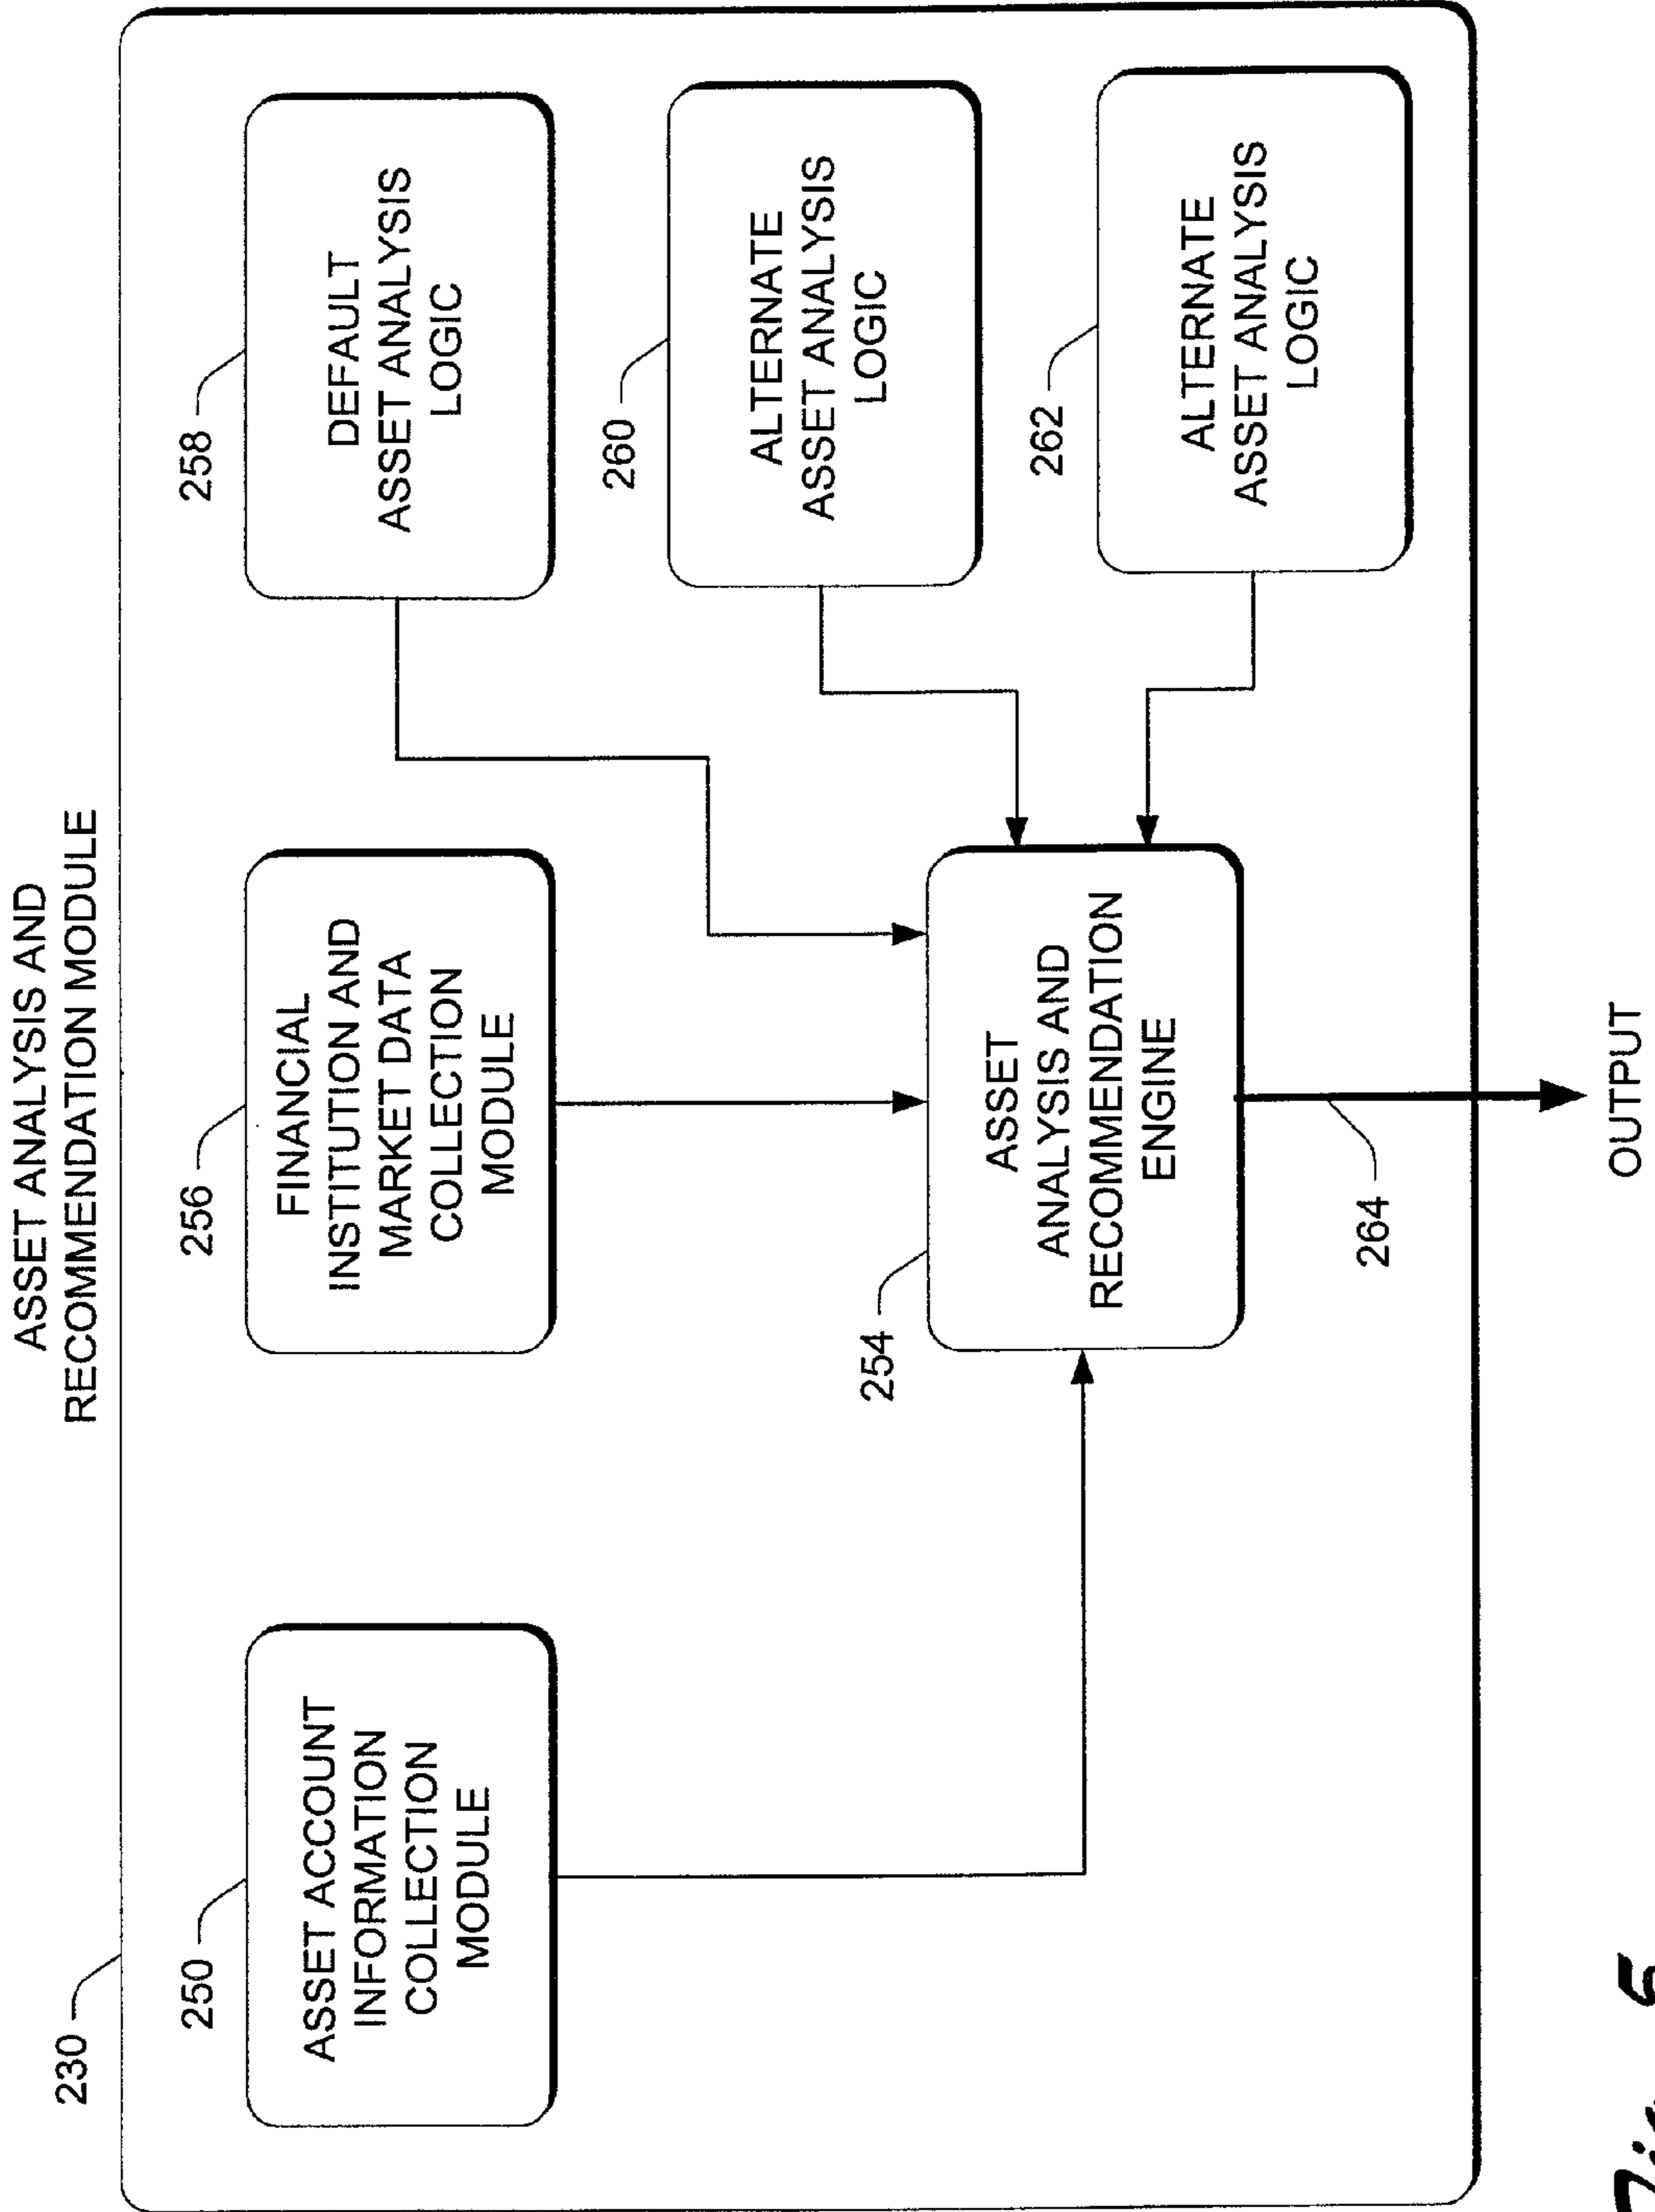 ASSET ANALYSIS AND
RECOMMENDATION MODULE
230
250
ASSET ACCOUNT
INFORMATION
COLLECTION
MODULE
256
FINANCIAL
INSTITUTION AND
MARKET DATA
COLLECTION
MODULE
258
DEFAULT
ASSET ANALYSIS
LOGIC
260
ALTERNATE
ASSET ANALYSIS
LOGIC
262
ALTERNATE
ASSET ANALYSIS
LOGIC
254
ASSET
ANALYSIS AND
RECOMMENDATION
ENGINE
264
OUTPUT